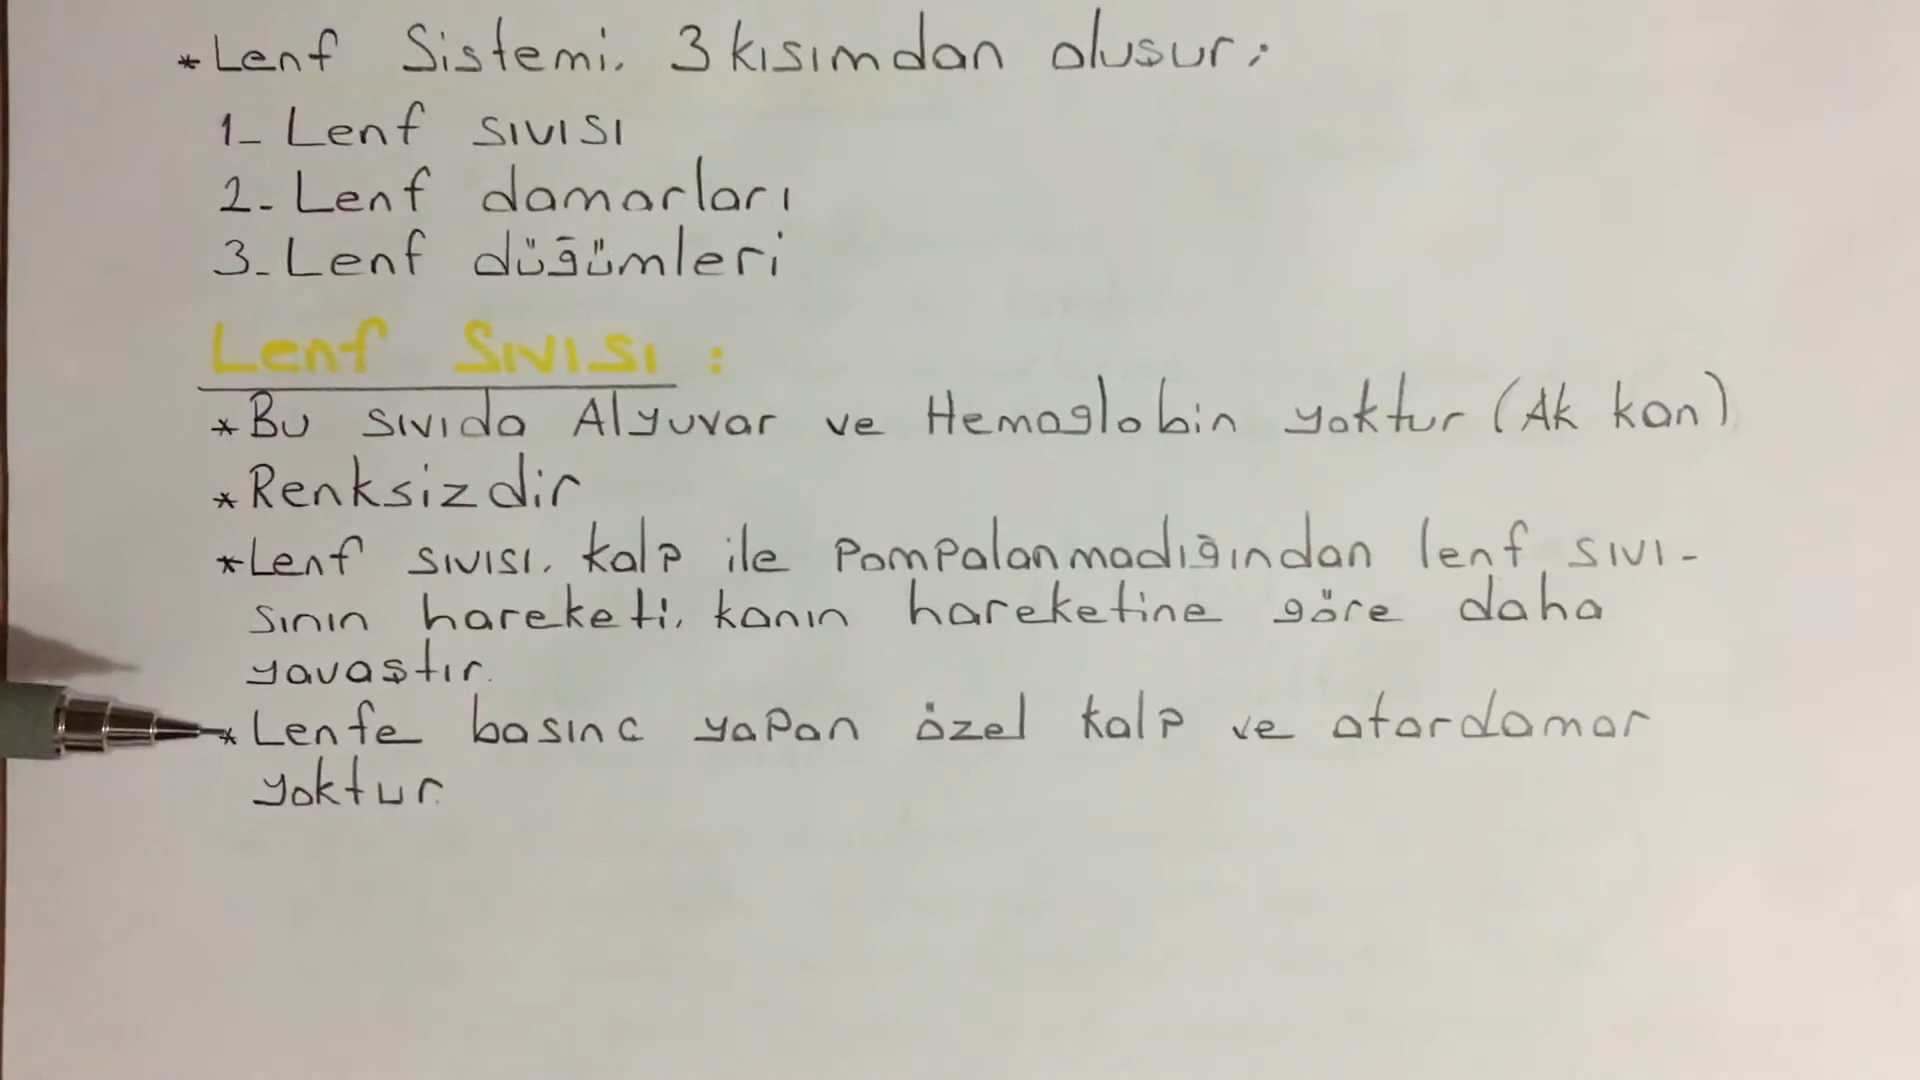 * Lenf Sistemi, 3 kısımdan oluşur:
1- Lenf sıvısı
2- Lenf damarları
3- Lenf düğümleri
Lenf Sıvısı :
* Bu sıvıda Alyuvar ve Hemoglobin yoktur (Ak kan)
* Renksizdir
* Lenf sıvısı, kalp ile pompalanmadığından lenf sıvı-
sının hareketi, kanın hareketine göre daha
yavaştır.
* Lenfe basınc yapan özel kalp ve atardamar
yoktur.